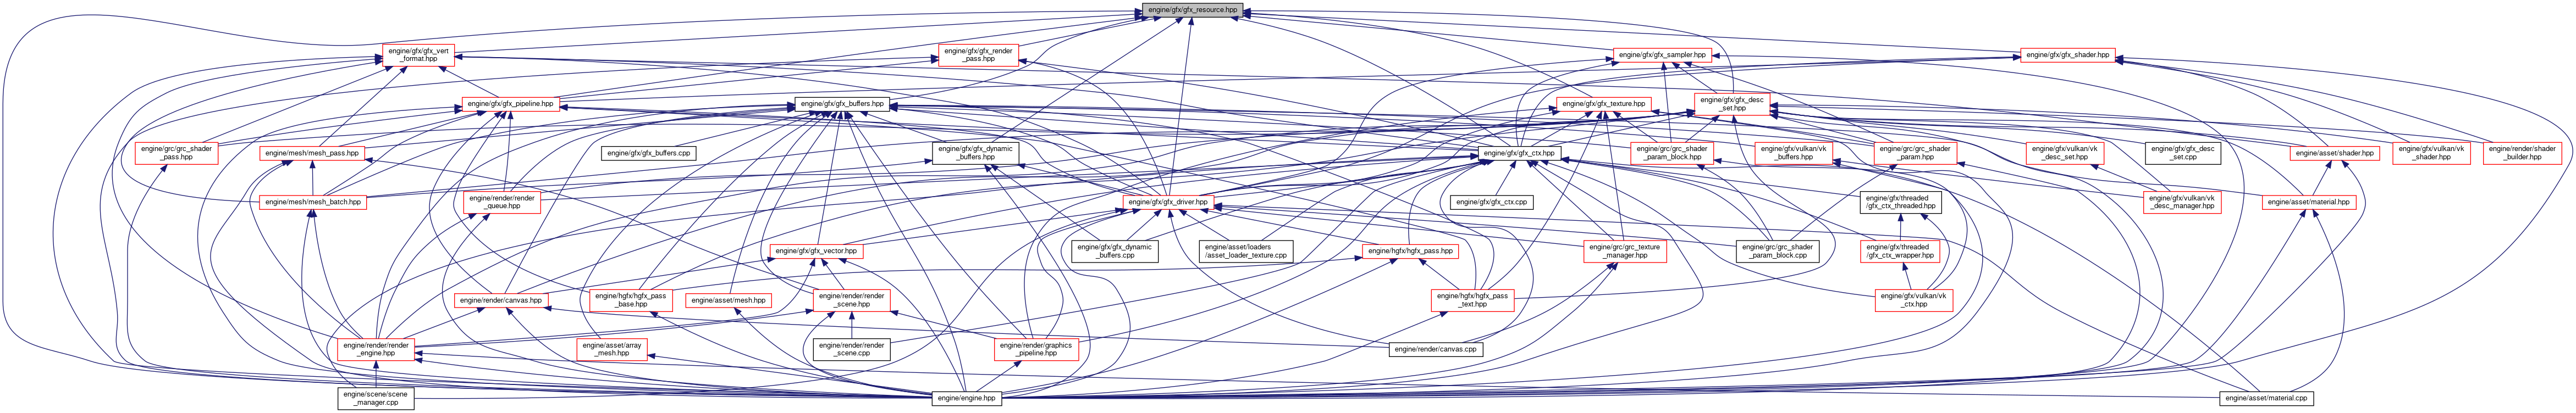 engine/gfx/gfx_resource.hpp
engine/gfx/gfx_vert
_format.hpp
engine/gfx/gfx_render
_pass.hpp
engine/gfx/gfx_sampler.hpp
engine/gfx/gfx_shader.hpp
engine/gfx/gfx_pipeline.hpp
engine/gfx/gfx_buffers.hpp
engine/gfx/gfx_texture.hpp
engine/gfx/gfx_desc
_set.hpp
engine/grc/grc_shader
_pass.hpp
engine/mesh/mesh_pass.hpp
engine/gfx/gfx_buffers.cpp
engine/gfx/gfx_dynamic
_buffers.hpp
engine/gfx/gfx_ctx.hpp
engine/grc/grc_shader
_param_block.hpp
engine/gfx/vulkan/vk
_buffers.hpp
engine/grc/grc_shader
_param.hpp
engine/gfx/vulkan/vk
_desc_set.hpp
engine/gfx/gfx_desc
_set.cpp
engine/asset/shader.hpp
engine/gfx/vulkan/vk
_shader.hpp
engine/render/shader
_builder.hpp
engine/mesh/mesh_batch.hpp
engine/render/render
_queue.hpp
engine/gfx/gfx_driver.hpp
engine/gfx/gfx_ctx.cpp
engine/gfx/threaded
/gfx_ctx_threaded.hpp
engine/gfx/vulkan/vk
_desc_manager.hpp
engine/asset/material.hpp
engine/gfx/gfx_vector.hpp
engine/gfx/gfx_dynamic
_buffers.cpp
engine/asset/loaders
/asset_loader_texture.cpp
engine/hgfx/hgfx_pass.hpp
engine/grc/grc_texture
_manager.hpp
engine/grc/grc_shader
_param_block.cpp
engine/gfx/threaded
/gfx_ctx_wrapper.hpp
engine/render/canvas.hpp
engine/hgfx/hgfx_pass
_base.hpp
engine/asset/mesh.hpp
engine/render/render
_scene.hpp
engine/hgfx/hgfx_pass
_text.hpp
engine/gfx/vulkan/vk
_ctx.hpp
engine/render/render
_engine.hpp
engine/asset/array
_mesh.hpp
engine/render/render
_scene.cpp
engine/render/graphics
_pipeline.hpp
engine/render/canvas.cpp
engine/scene/scene
_manager.cpp
engine/engine.hpp
engine/asset/material.cpp